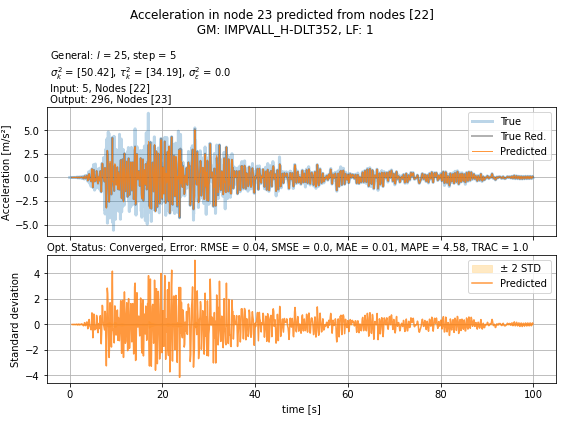 Acceleration in node 23 predicted from nodes [22]
GM: IMPVALL_H-DLT352, LF: 1
General: l = 25, step = 5
σ²ₖ = [50.42], τ²ₖ = [34.19], σ²ε = 0.0
Input: 5, Nodes [22]
Output: 296, Nodes [23]
Acceleration [m/s²]
5.0
2.5
0.0
−2.5
−5.0
True
True Red.
Predicted
Opt. Status: Converged, Error: RMSE = 0.04, SMSE = 0.0, MAE = 0.01, MAPE = 4.58, TRAC = 1.0
Standard deviation
4
2
0
−2
−4
± 2 STD
Predicted
0 20 40 60 80 100
time [s]